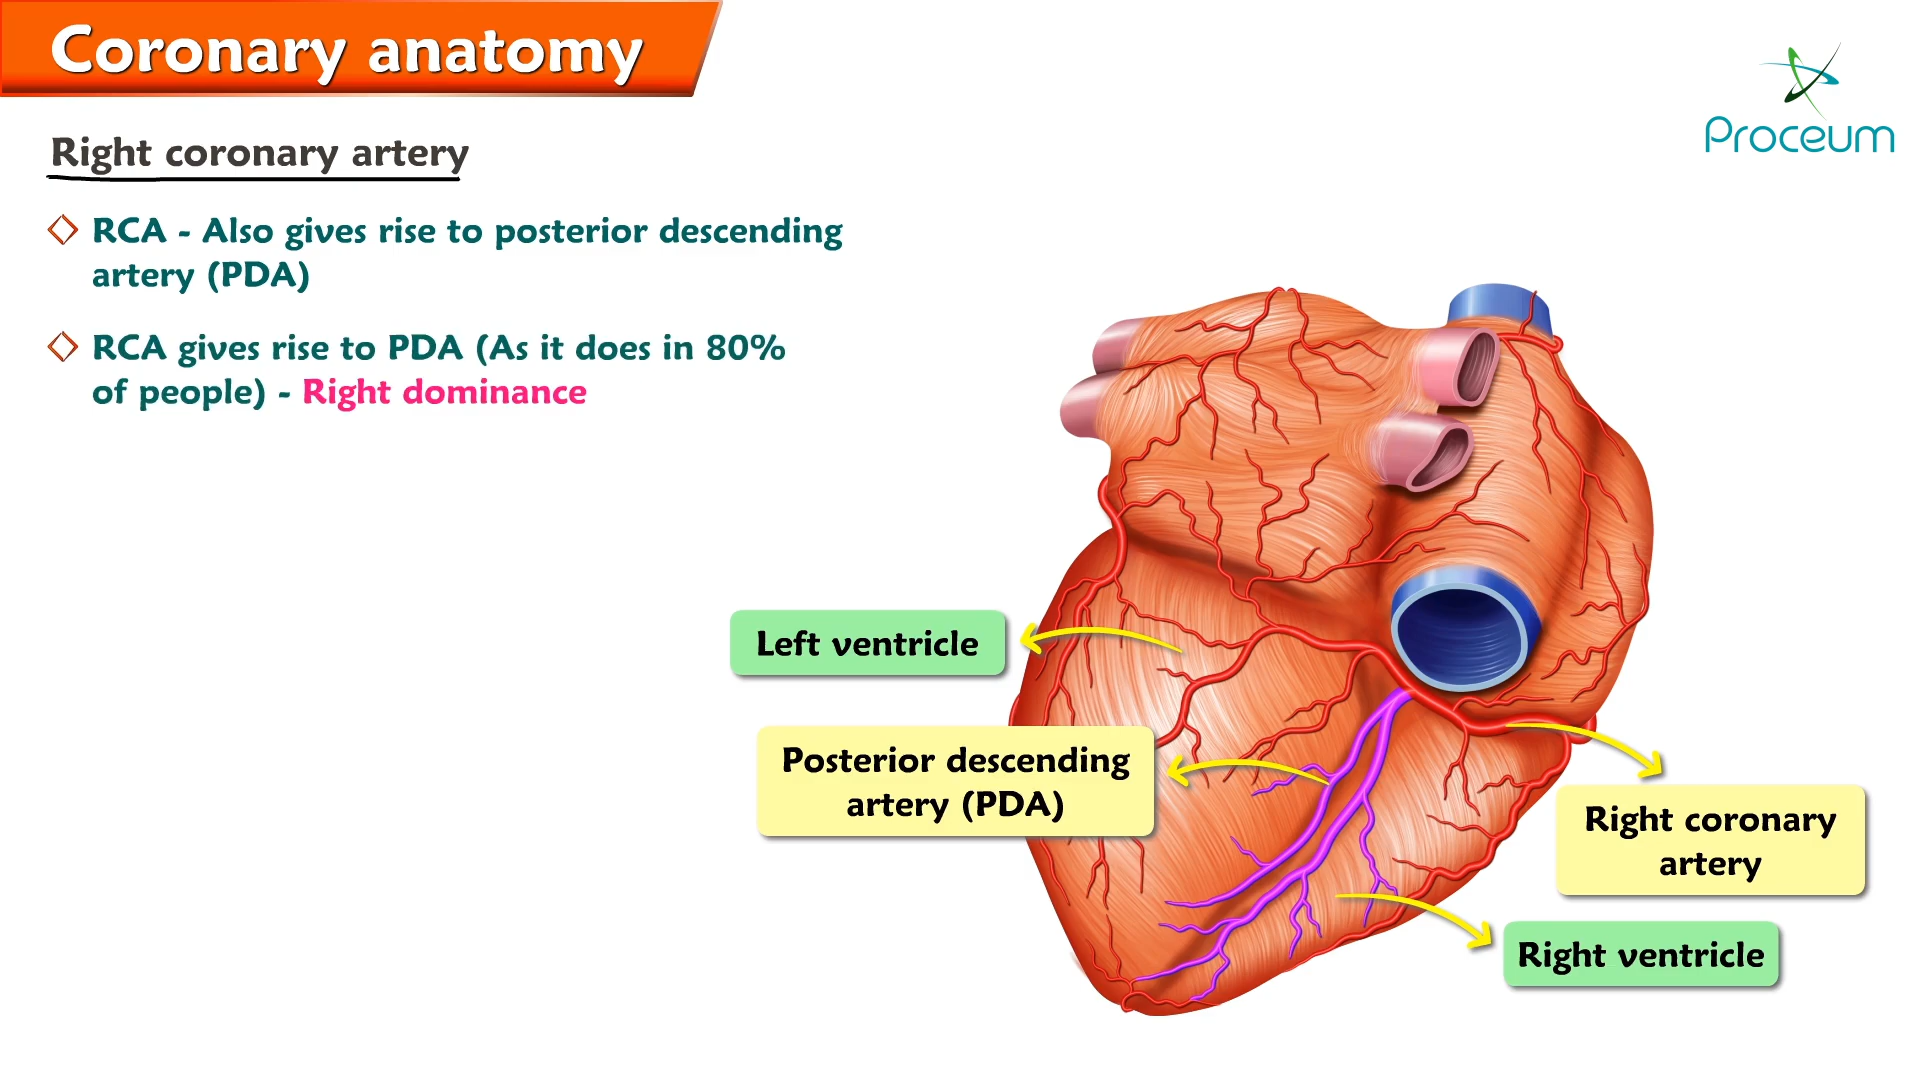 Coronary anatomy
Proceum
Right coronary artery
RCA - Also gives rise to posterior descending
artery (PDA)
RCA gives rise to PDA (As it does in 80%
of people) - Right dominance
Left ventricle
Posterior descending
artery (PDA)
Right coronary
artery
Right ventricle